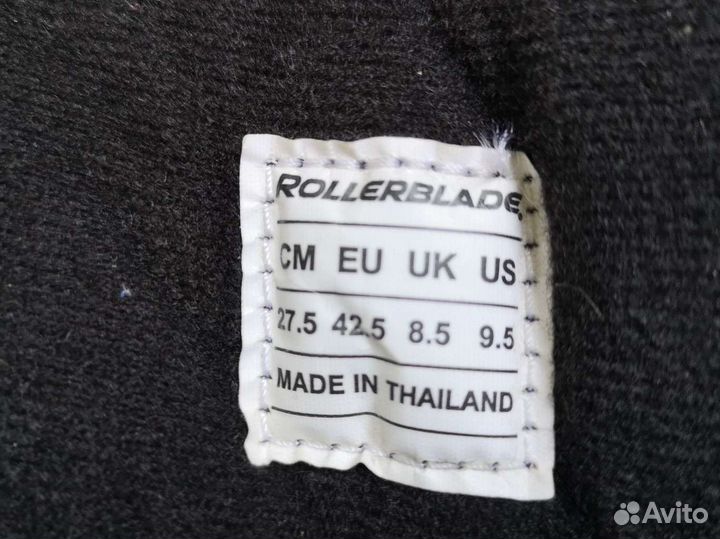 ROLLERBLADE.
CM EU UK US
27.5 42.5 8.5 9.5
MADE IN THAILAND
Avito